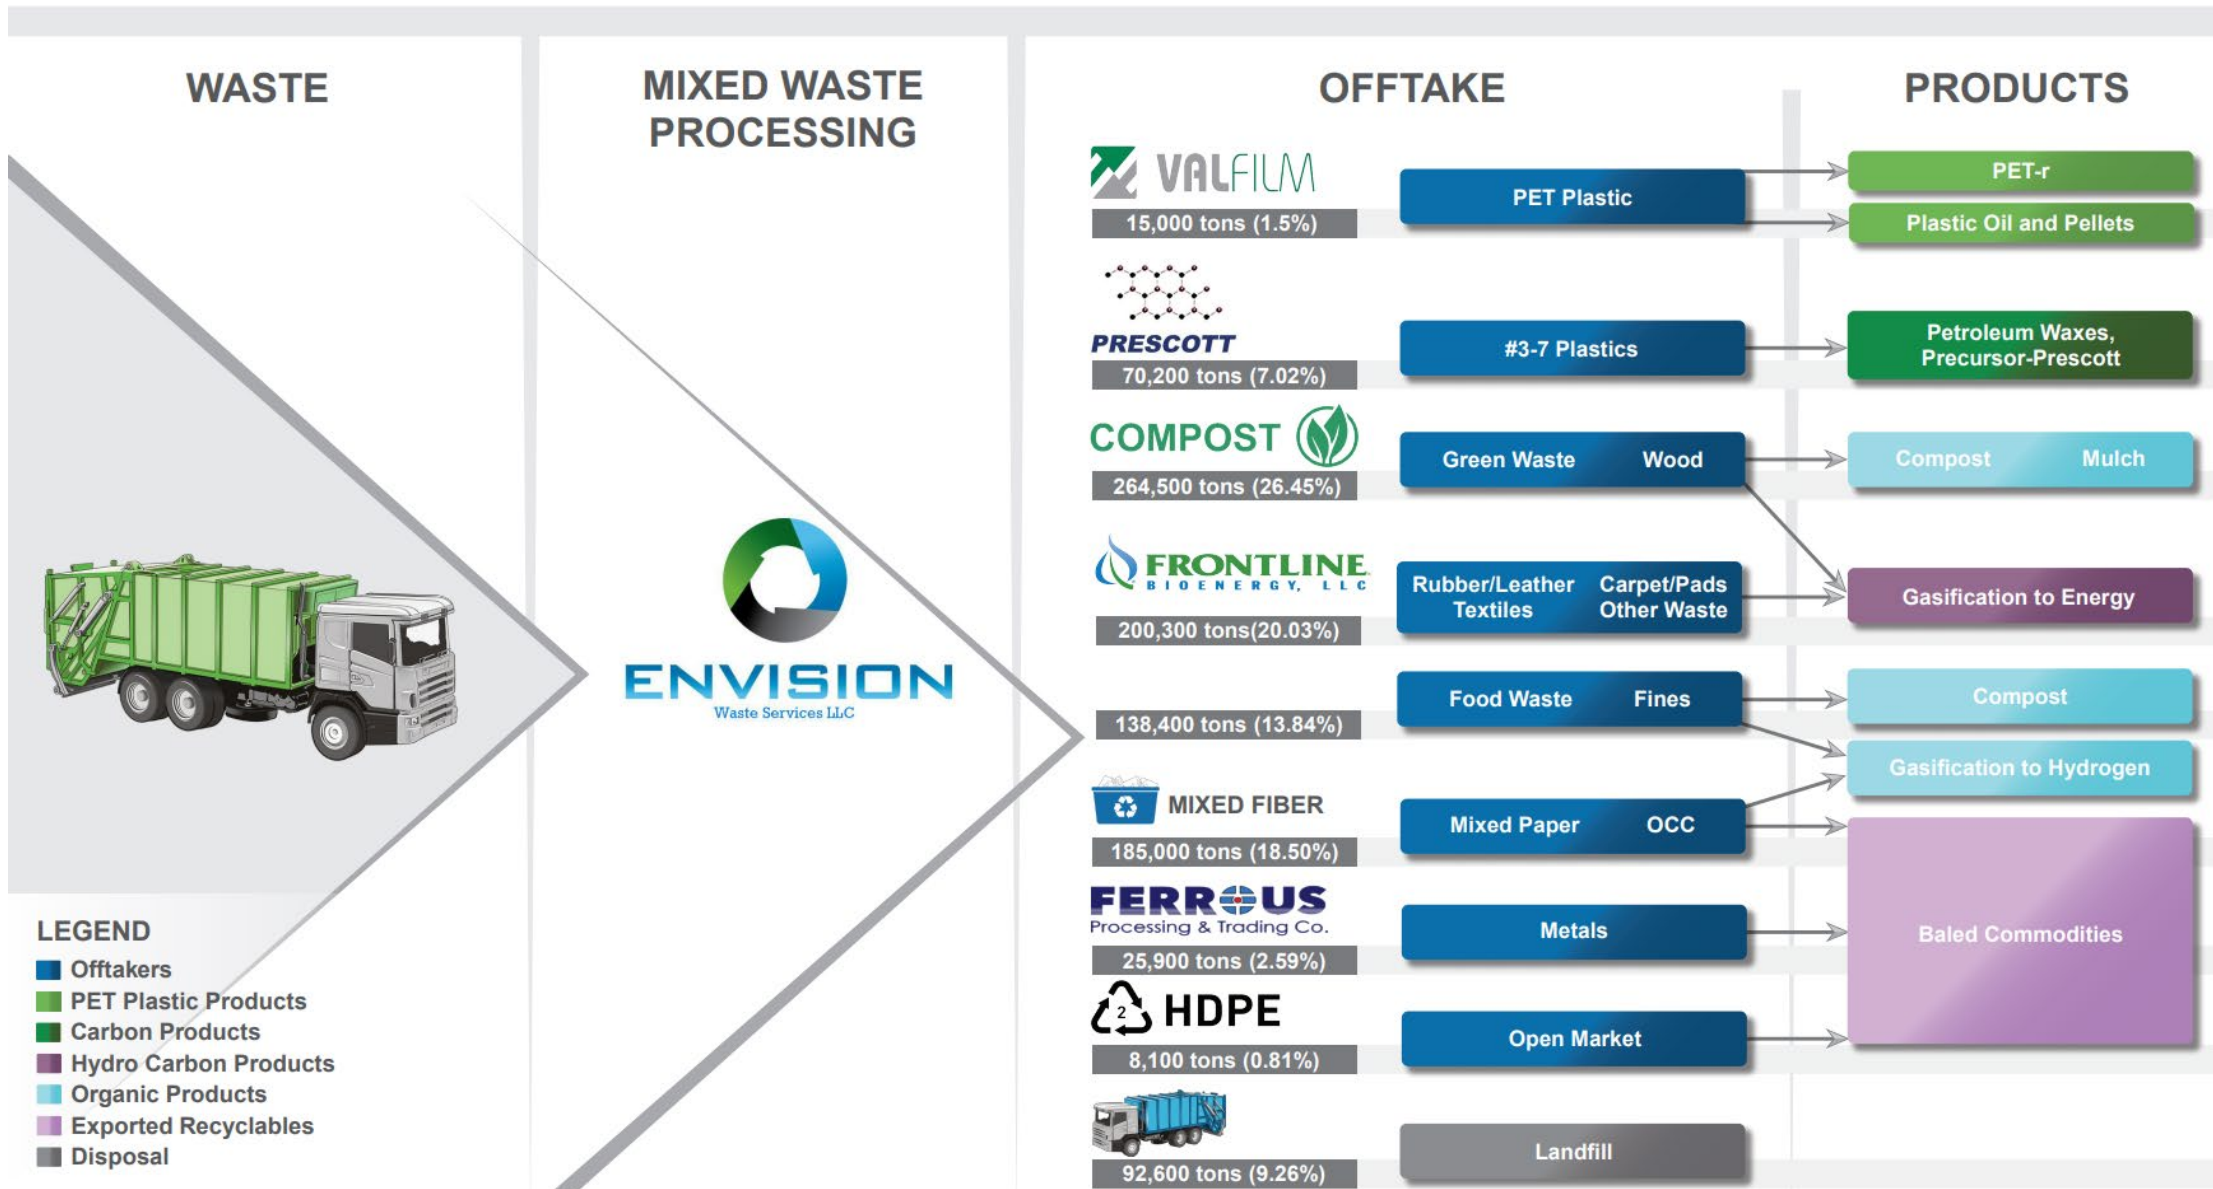 WASTE
MIXED WASTE
PROCESSING
OFFTAKE
PRODUCTS
VALFILM
15,000 tons (1.5%)
PET Plastic
PET-r
Plastic Oil and Pellets
PRESCOTT
70,200 tons (7.02%)
#3-7 Plastics
Petroleum Waxes,
Precursor-Prescott
COMPOST
264,500 tons (26.45%)
Green Waste Wood
Compost Mulch
FRONTLINE
BIOENERGY, LLC
200,300 tons(20.03%)
Rubber/Leather Carpet/Pads
Textiles Other Waste
Gasification to Energy
138,400 tons (13.84%)
Food Waste Fines
Compost
Gasification to Hydrogen
MIXED FIBER
185,000 tons (18.50%)
Mixed Paper OCC
FERROUS
Processing & Trading Co.
25,900 tons (2.59%)
Metals
Baled Commodities
2 HDPE
8,100 tons (0.81%)
Open Market
92,600 tons (9.26%)
Landfill
ENVISION
Waste Services LLC
LEGEND
Offtakers
PET Plastic Products
Carbon Products
Hydro Carbon Products
Organic Products
Exported Recyclables
Disposal